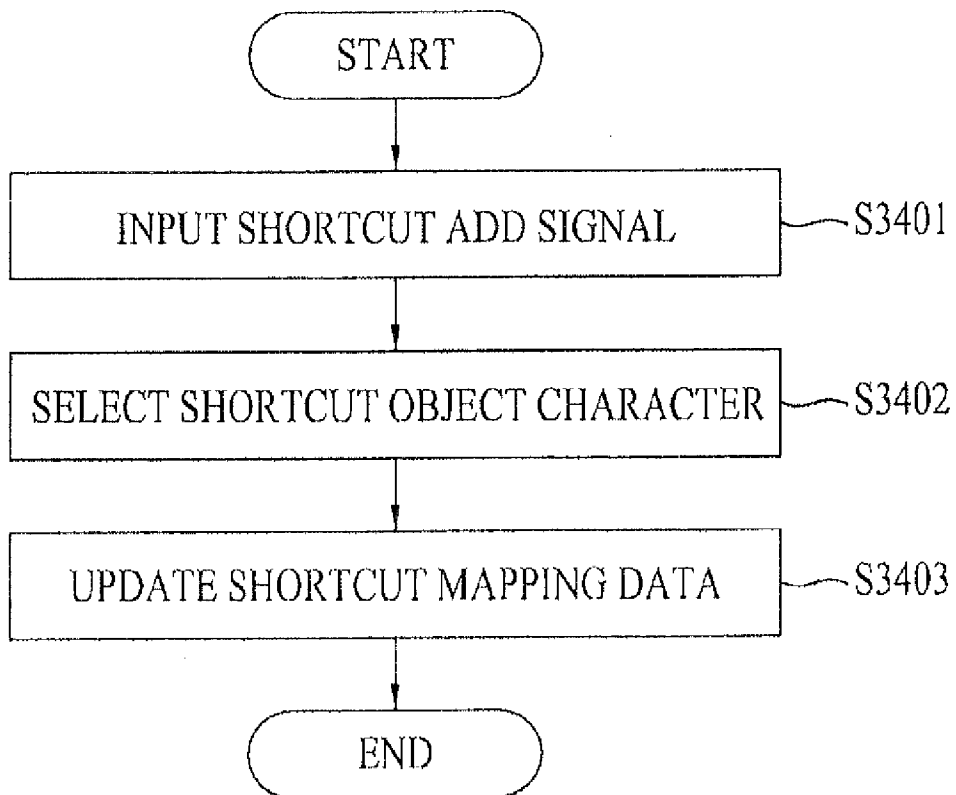 START
INPUT SHORTCUT ADD SIGNAL
S3401
SELECT SHORTCUT OBJECT CHARACTER
S3402
UPDATE SHORTCUT MAPPING DATA
S3403
END